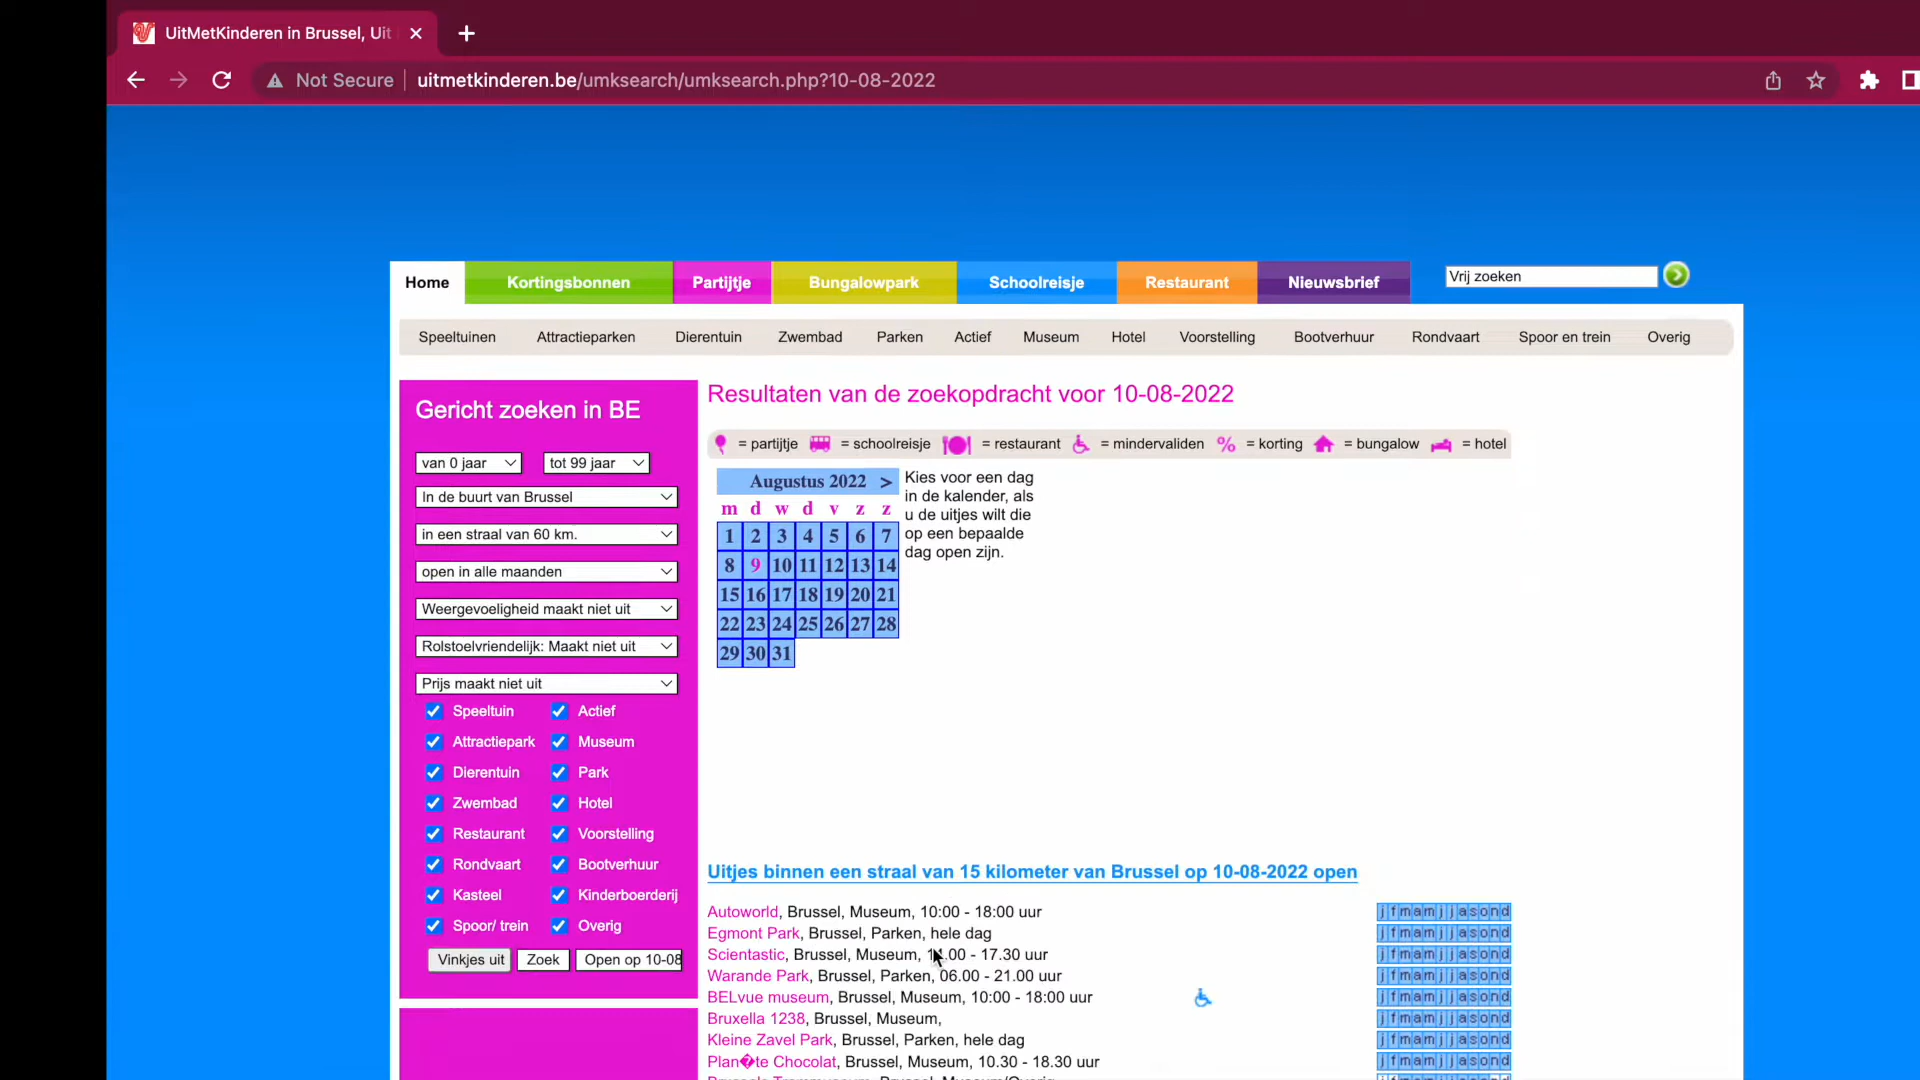 UitMetKinderen in Brussel, Uit
Not Secure
uitmetkinderen.be/umksearch/umksearch.php?10-08-2022
Home
Kortingsbonnen
Partijtje
Bungalowpark
Schoolreisje
Restaurant
Nieuwsbrief
Vrij zoeken
Speeltuinen
Attractieparken
Dierentuin
Zwembad
Parken
Actief
Museum
Hotel
Voorstelling
Bootverhuur
Rondvaart
Spoor en trein
Overig
Gericht zoeken in BE
van 0 jaar
tot 99 jaar
In de buurt van Brussel
in een straal van 60 km.
open in alle maanden
Weergevoeligheid maakt niet uit
Rolstoelvriendelijk: Maakt niet uit
Prijs maakt niet uit
Speeltuin
Actief
Attractiepark
Museum
Dierentuin
Park
Zwembad
Hotel
Restaurant
Voorstelling
Rondvaart
Bootverhuur
Kasteel
Kinderboerderij
Spoor/ trein
Overig
Vinkjes uit
Zoek
Open op 10-08
Resultaten van de zoekopdracht voor 10-08-2022
= partijtje
= schoolreisje
= restaurant
= mindervaliden
% = korting
= bungalow
= hotel
Augustus 2022 >
m d w d v z z
1 2 3 4 5 6 7
8 9 10 11 12 13 14
15 16 17 18 19 20 21
22 23 24 25 26 27 28
29 30 31
Kies voor een dag
in de kalender, als
u de uitjes wilt die
op een bepaalde
dag open zijn.
Uitjes binnen een straal van 15 kilometer van Brussel op 10-08-2022 open
Autoworld, Brussel, Museum, 10:00 - 18:00 uur
j f m a m j j a s o n d
Egmont Park, Brussel, Parken, hele dag
j f m a m j j a s o n d
Scientastic, Brussel, Museum, - 17.30 uur
j f m a m j j a s o n d
Warande Park, Brussel, Parken, 06.00 - 21.00 uur
j f m a m j j a s o n d
BELvue museum, Brussel, Museum, 10:00 - 18:00 uur
j f m a m j j a s o n d
Bruxella 1238, Brussel, Museum,
j f m a m j j a s o n d
Kleine Zavel Park, Brussel, Parken, hele dag
j f m a m j j a s o n d
Plan�te Chocolat, Brussel, Museum, 10.30 - 18.30 uur
j f m a m j j a s o n d